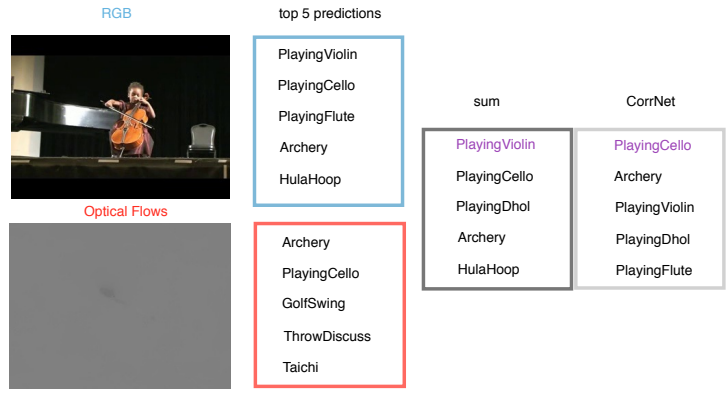 RGB
top 5 predictions
PlayingViolin
PlayingCello
PlayingFlute
Archery
HulaHoop
Optical Flows
Archery
PlayingCello
GolfSwing
ThrowDiscuss
Taichi
sum
PlayingViolin
PlayingCello
PlayingDhol
Archery
HulaHoop
CorrNet
PlayingCello
Archery
PlayingViolin
PlayingDhol
PlayingFlute